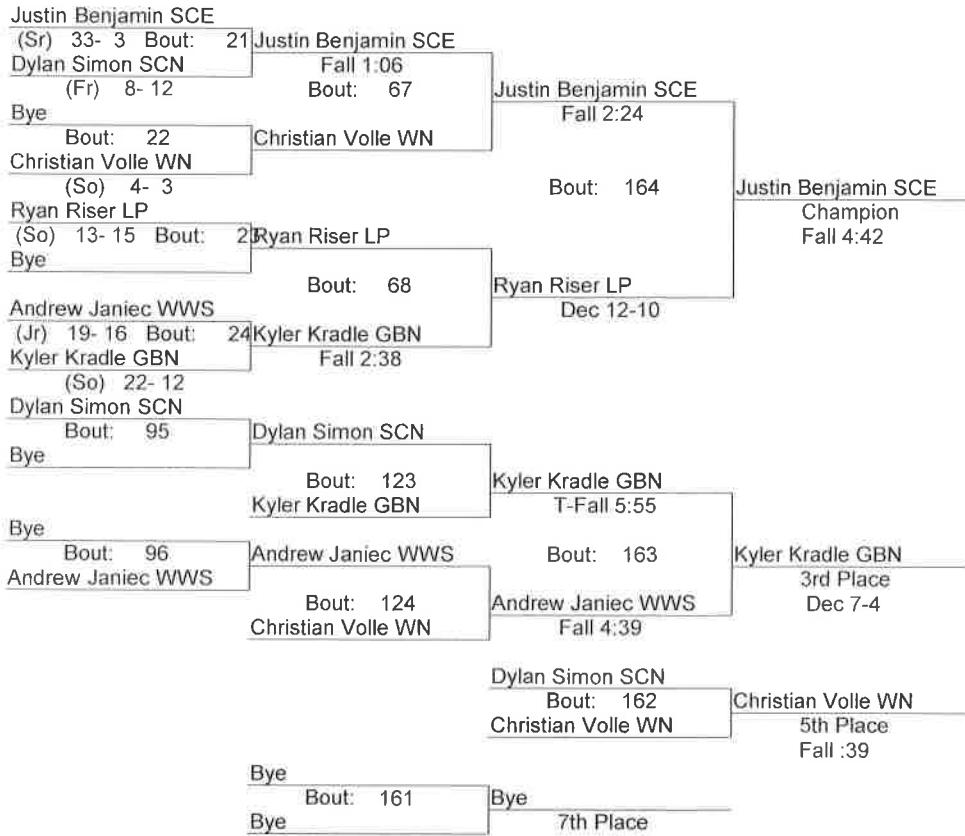 Justin Benjamin SCE
(Sr) 33- 3 Bout: 21
Dylan Simon SCN
(Fr) 8- 12
Bye
Bout: 22
Christian Volle WN
(So) 4- 3
Ryan Riser LP
(So) 13- 15 Bout: 23
Bye
Andrew Janiec WWS
(Jr) 19- 16 Bout: 24
Kyler Kradle GBN
(So) 22- 12
Justin Benjamin SCE
Fall 1:06
Bout: 67
Christian Volle WN
Ryan Riser LP
Bout: 68
Kyler Kradle GBN
Fall 2:38
Justin Benjamin SCE
Fall 2:24
Bout: 164
Ryan Riser LP
Dec 12-10
Justin Benjamin SCE
Champion
Fall 4:42
Dylan Simon SCN
Bout: 95
Bye
Bye
Bout: 96
Andrew Janiec WWS
Dylan Simon SCN
Bout: 123
Kyler Kradle GBN
Andrew Janiec WWS
Bout: 124
Christian Volle WN
Kyler Kradle GBN
T-Fall 5:55
Bout: 163
Andrew Janiec WWS
Fall 4:39
Kyler Kradle GBN
3rd Place
Dec 7-4
Dylan Simon SCN
Bout: 162
Christian Volle WN
Christian Volle WN
5th Place
Fall :39
Bye
Bout: 161
Bye
Bye
7th Place